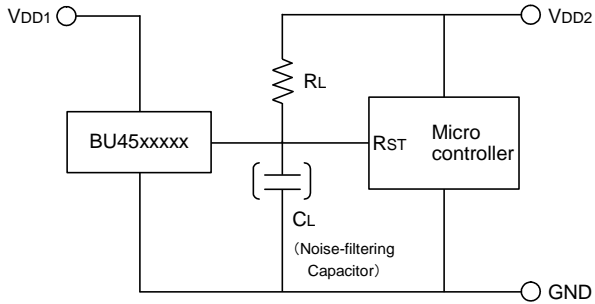 VDD1
VDD2
RL
BU45xxxxx
RST
Micro
controller
CL
（Noise-filtering
Capacitor）
GND